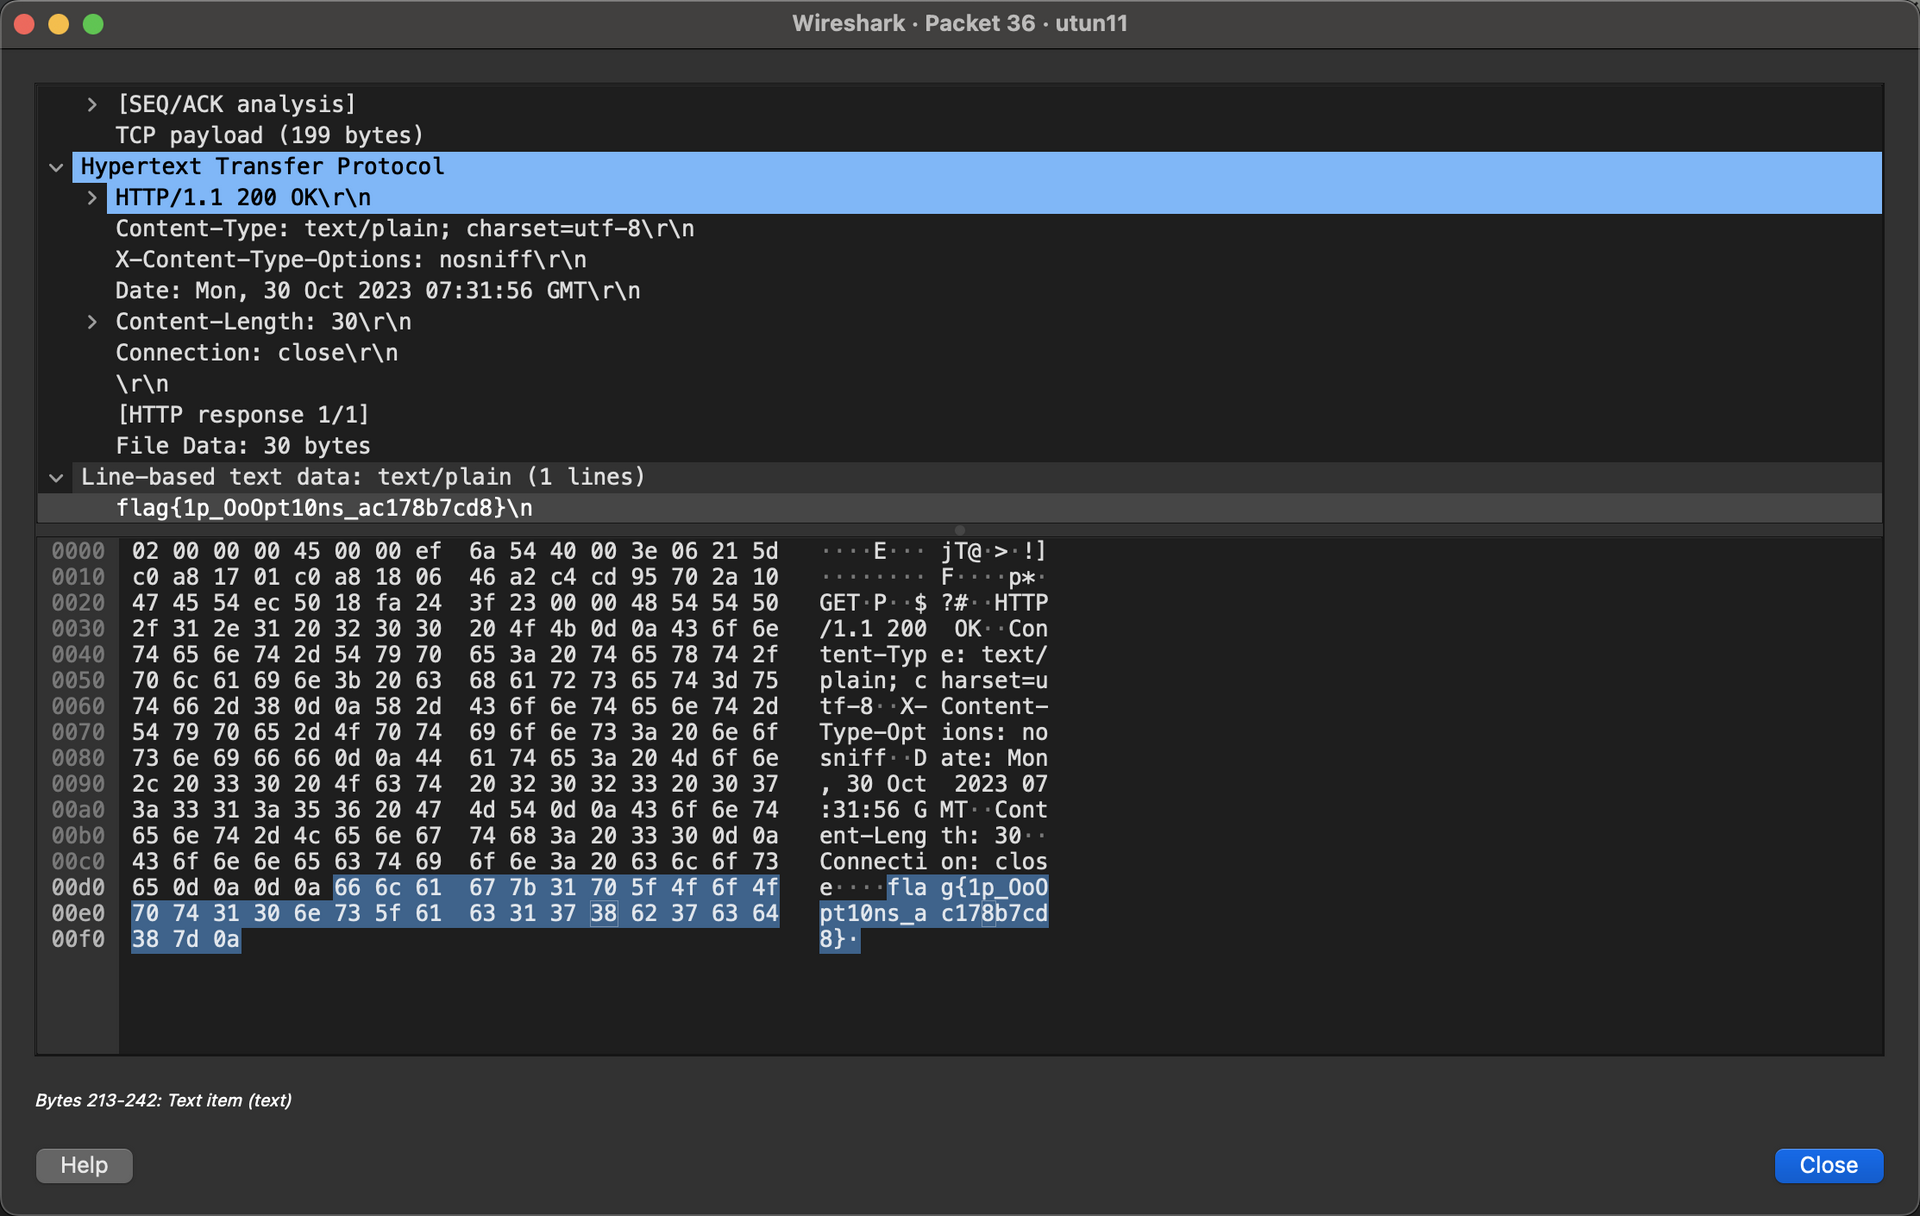 Wireshark · Packet 36 · utun11
[SEQ/ACK analysis]
TCP payload (199 bytes)
Hypertext Transfer Protocol
HTTP/1.1 200 OK\r\n
Content-Type: text/plain; charset=utf-8\r\n
X-Content-Type-Options: nosniff\r\n
Date: Mon, 30 Oct 2023 07:31:56 GMT\r\n
Content-Length: 30\r\n
Connection: close\r\n
\r\n
[HTTP response 1/1]
File Data: 30 bytes
Line-based text data: text/plain (1 lines)
flag{1p_OoOpt10ns_ac178b7cd8}\n
0000 02 00 00 00 45 00 00 ef 6a 54 40 00 3e 06 21 5d ····E··· jT@·>·!]
0010 c0 a8 17 01 c0 a8 18 06 46 a2 c4 cd 95 70 2a 10 ········ F····p*·
0020 47 45 54 ec 50 18 fa 24 3f 23 00 00 48 54 54 50 GET·P··$ ?#··HTTP
0030 2f 31 2e 31 20 32 30 30 20 4f 4b 0d 0a 43 6f 6e /1.1 200 OK··Con
0040 74 65 6e 74 2d 54 79 70 65 3a 20 74 65 78 74 2f tent-Typ e: text/
0050 70 6c 61 69 6e 3b 20 63 68 61 72 73 65 74 3d 75 plain; c harset=u
0060 74 66 2d 38 0d 0a 58 2d 43 6f 6e 74 65 6e 74 2d tf-8··X- Content-
0070 54 79 70 65 2d 4f 70 74 69 6f 6e 73 3a 20 6e 6f Type-Opt ions: no
0080 73 6e 69 66 66 0d 0a 44 61 74 65 3a 20 4d 6f 6e sniff··D ate: Mon
0090 2c 20 33 30 20 4f 63 74 20 32 30 32 33 20 30 37 , 30 Oct 2023 07
00a0 3a 33 31 3a 35 36 20 47 4d 54 0d 0a 43 6f 6e 74 :31:56 G MT··Cont
00b0 65 6e 74 2d 4c 65 6e 67 74 68 3a 20 33 30 0d 0a ent-Leng th: 30··
00c0 43 6f 6e 6e 65 63 74 69 6f 6e 3a 20 63 6c 6f 73 Connecti on: clos
00d0 65 0d 0a 0d 0a 66 6c 61 67 7b 31 70 5f 4f 6f 4f e····fla g{1p_OoO
00e0 70 74 31 30 6e 73 5f 61 63 31 37 38 62 37 63 64 pt10ns_a c178b7cd
00f0 38 7d 0a 8}·
Bytes 213-242: Text item (text)
Help
Close